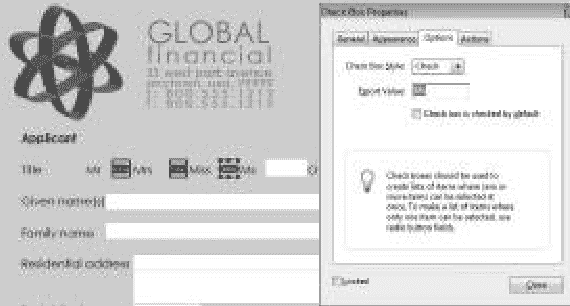 GLOBAL
financial
Applicant
Title Mr Mrs Miss Ms
Given name(s)
Family name
Residential address
Check Box Properties
General Appearance Options Actions
Check Box Style: Check
Export Value:
Check box is checked by default
Check boxes should be used to
create lists of items where one or
more items can be selected at
once. To make a list of items where
only one item can be selected, use
radio button fields.
Locked
Close